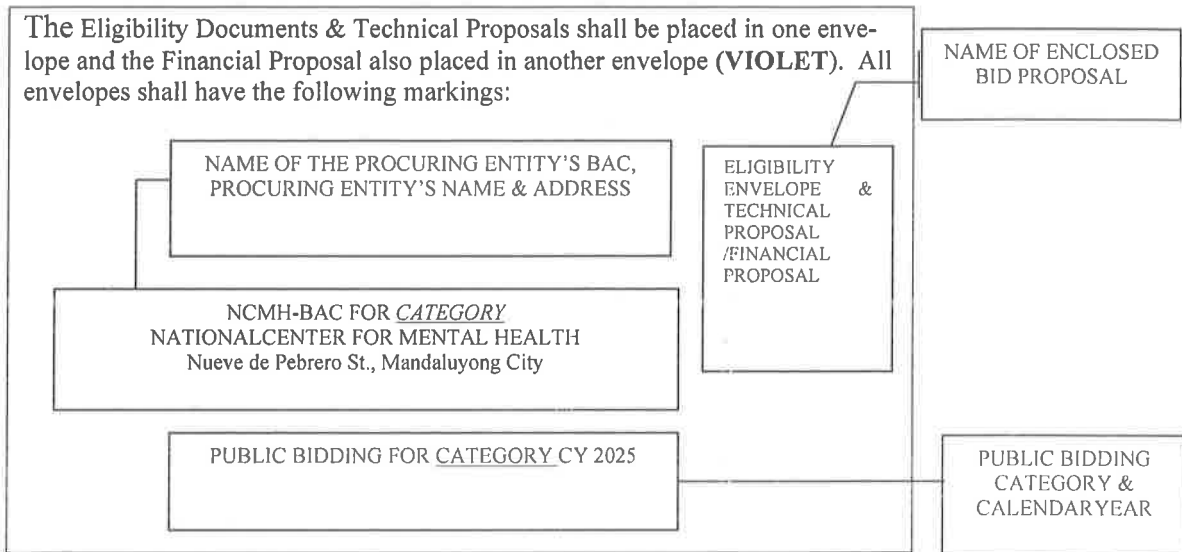 The Eligibility Documents & Technical Proposals shall be placed in one enve-
lope and the Financial Proposal also placed in another envelope (VIOLET). All
envelopes shall have the following markings:
NAME OF ENCLOSED
BID PROPOSAL
NAME OF THE PROCURING ENTITY'S BAC,
PROCURING ENTITY'S NAME & ADDRESS
ELIGIBILITY
ENVELOPE &
TECHNICAL
PROPOSAL
/FINANCIAL
PROPOSAL
NCMH-BAC FOR CATEGORY
NATIONALCENTER FOR MENTAL HEALTH
Nueve de Pebrero St., Mandaluyong City
PUBLIC BIDDING FOR CATEGORY CY 2025
PUBLIC BIDDING
CATEGORY &
CALENDARYEAR